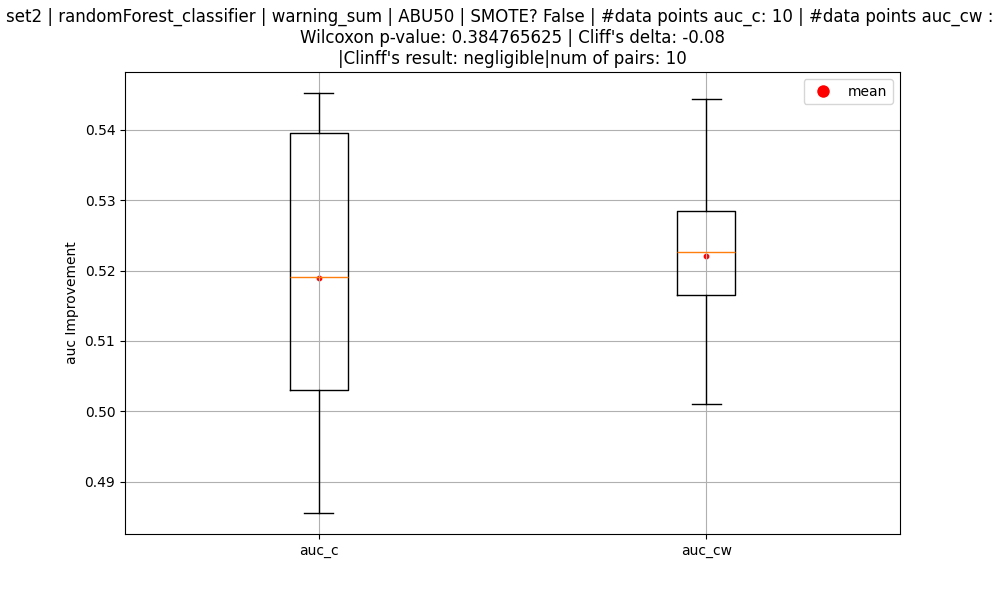 set2 | randomForest_classifier | warning_sum | ABU50 | SMOTE? False | #data points auc_c: 10 | #data points auc_cw :
Wilcoxon p-value: 0.384765625 | Cliff's delta: -0.08
|Clinff's result: negligible|num of pairs: 10
mean
0.54
0.53
0.52
0.51
0.50
0.49
auc Improvement
auc_c
auc_cw